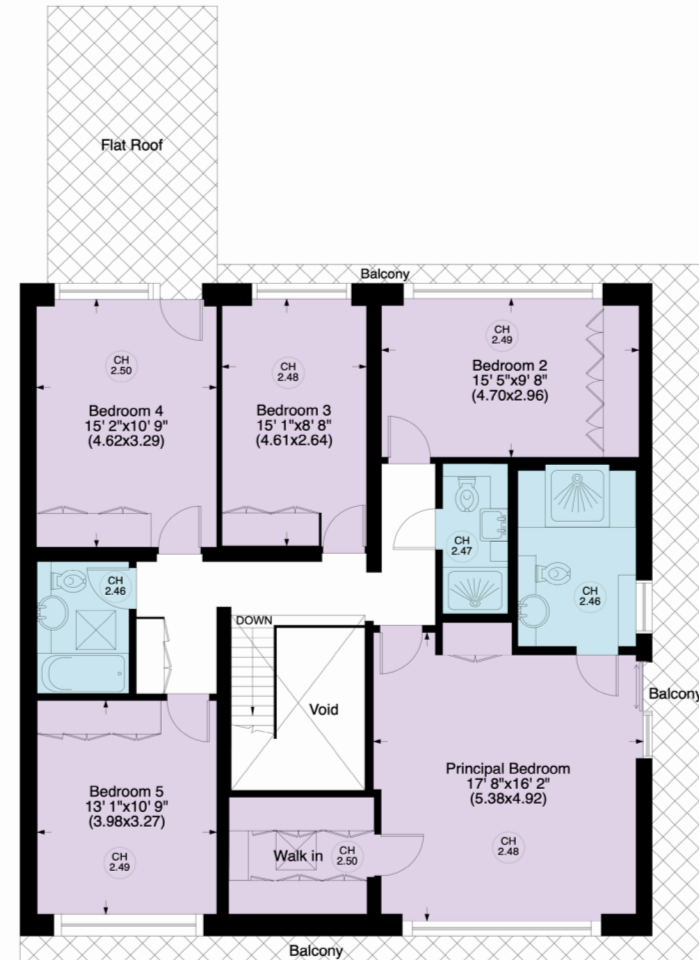 Flat Roof
Balcony
CH
2.50
Bedroom 4
15' 2"x10' 9"
(4.62x3.29)
CH
2.48
Bedroom 3
15' 1"x8' 8"
(4.61x2.64)
CH
2.49
Bedroom 2
15' 5"x9' 8"
(4.70x2.96)
CH
2.47
CH
2.46
CH
2.46
DOWN
Void
Balcony
Principal Bedroom
17' 8"x16' 2"
(5.38x4.92)
CH
2.48
Bedroom 5
13' 1"x10' 9"
(3.98x3.27)
CH
2.49
Walk in
CH
2.50
Balcony